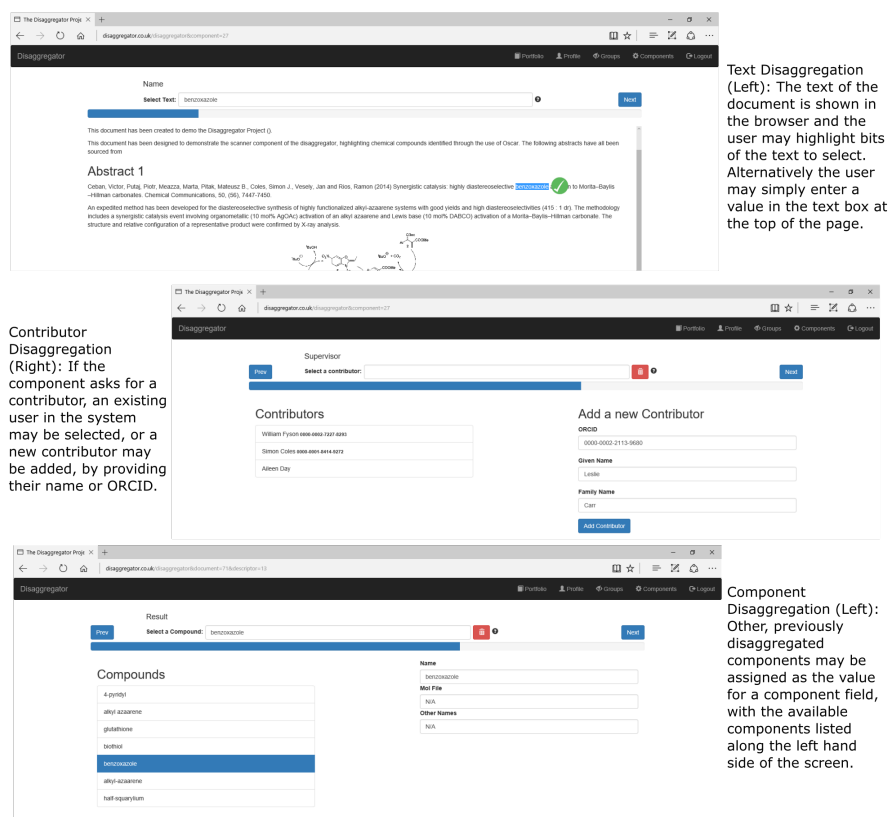 The Disaggregator Proje
disaggregator.co.uk/disaggregator&component=27
Disaggregator
Portfolio Profile Groups Components Logout
Name
Select Text: benzoxazole Next
This document has been created to demo the Disaggregator Project ().
This document has been designed to demonstrate the scanner component of the disaggregator, highlighting chemical compounds identified through the use of Oscar. The following abstracts have all been
sourced from
Abstract 1
Ceban, Victor, Putaj, Piotr, Meazza, Marta, Pitak, Mateusz B., Coles, Simon J., Vesely, Jan and Rios, Ramon (2014) Synergistic catalysis: highly diastereoselective benzoxazole to Morita–Baylis
–Hillman carbonates. Chemical Communications, 50, (56), 7447-7450.
An expedited method has been developed for the diastereoselective synthesis of highly functionalized alkyl-azaarene systems with good yields and high diastereoselectivities (415 : 1 dr). The methodology
includes a synergistic catalysis event involving organometallic (10 mol% AgOAc) activation of an alkyl azaarene and Lewis base (10 mol% DABCO) activation of a Morita–Baylis–Hillman carbonate. The
structure and relative configuration of a representative product were confirmed by X-ray analysis.
Text Disaggregation
(Left): The text of the
document is shown in
the browser and the
user may highlight bits
of the text to select.
Alternatively the user
may simply enter a
value in the text box at
the top of the page.
Contributor
Disaggregation
(Right): If the
component asks for a
contributor, an existing
user in the system
may be selected, or a
new contributor may
be added, by providing
their name or ORCID.
The Disaggregator Proje
disaggregator.co.uk/disaggregator&component=27
Disaggregator
Portfolio Profile Groups Components Logout
Supervisor
Prev Select a contributor: Next
Contributors
William Fyson 0000-0002-7327-8293
Simon Coles 0000-0001-8414-9272
Aileen Day
Add a new Contributor
ORCID
0000-0002-2113-9680
Given Name
Leslie
Family Name
Carr
Add Contributor
The Disaggregator Proje
disaggregator.co.uk/disaggregator&document=71&descriptor=10
Disaggregator
Portfolio Profile Groups Components Logout
Result
Prev Select a Compound: benzoxazole Next
Compounds
4-pyridyl
alkyl azaarene
glutathione
biothiol
benzoxazole
alkyl-azaarene
half-squarylium
Name
benzoxazole
Mol File
N/A
Other Names
N/A
Component
Disaggregation (Left):
Other, previously
disaggregated
components may be
assigned as the value
for a component field,
with the available
components listed
along the left hand
side of the screen.